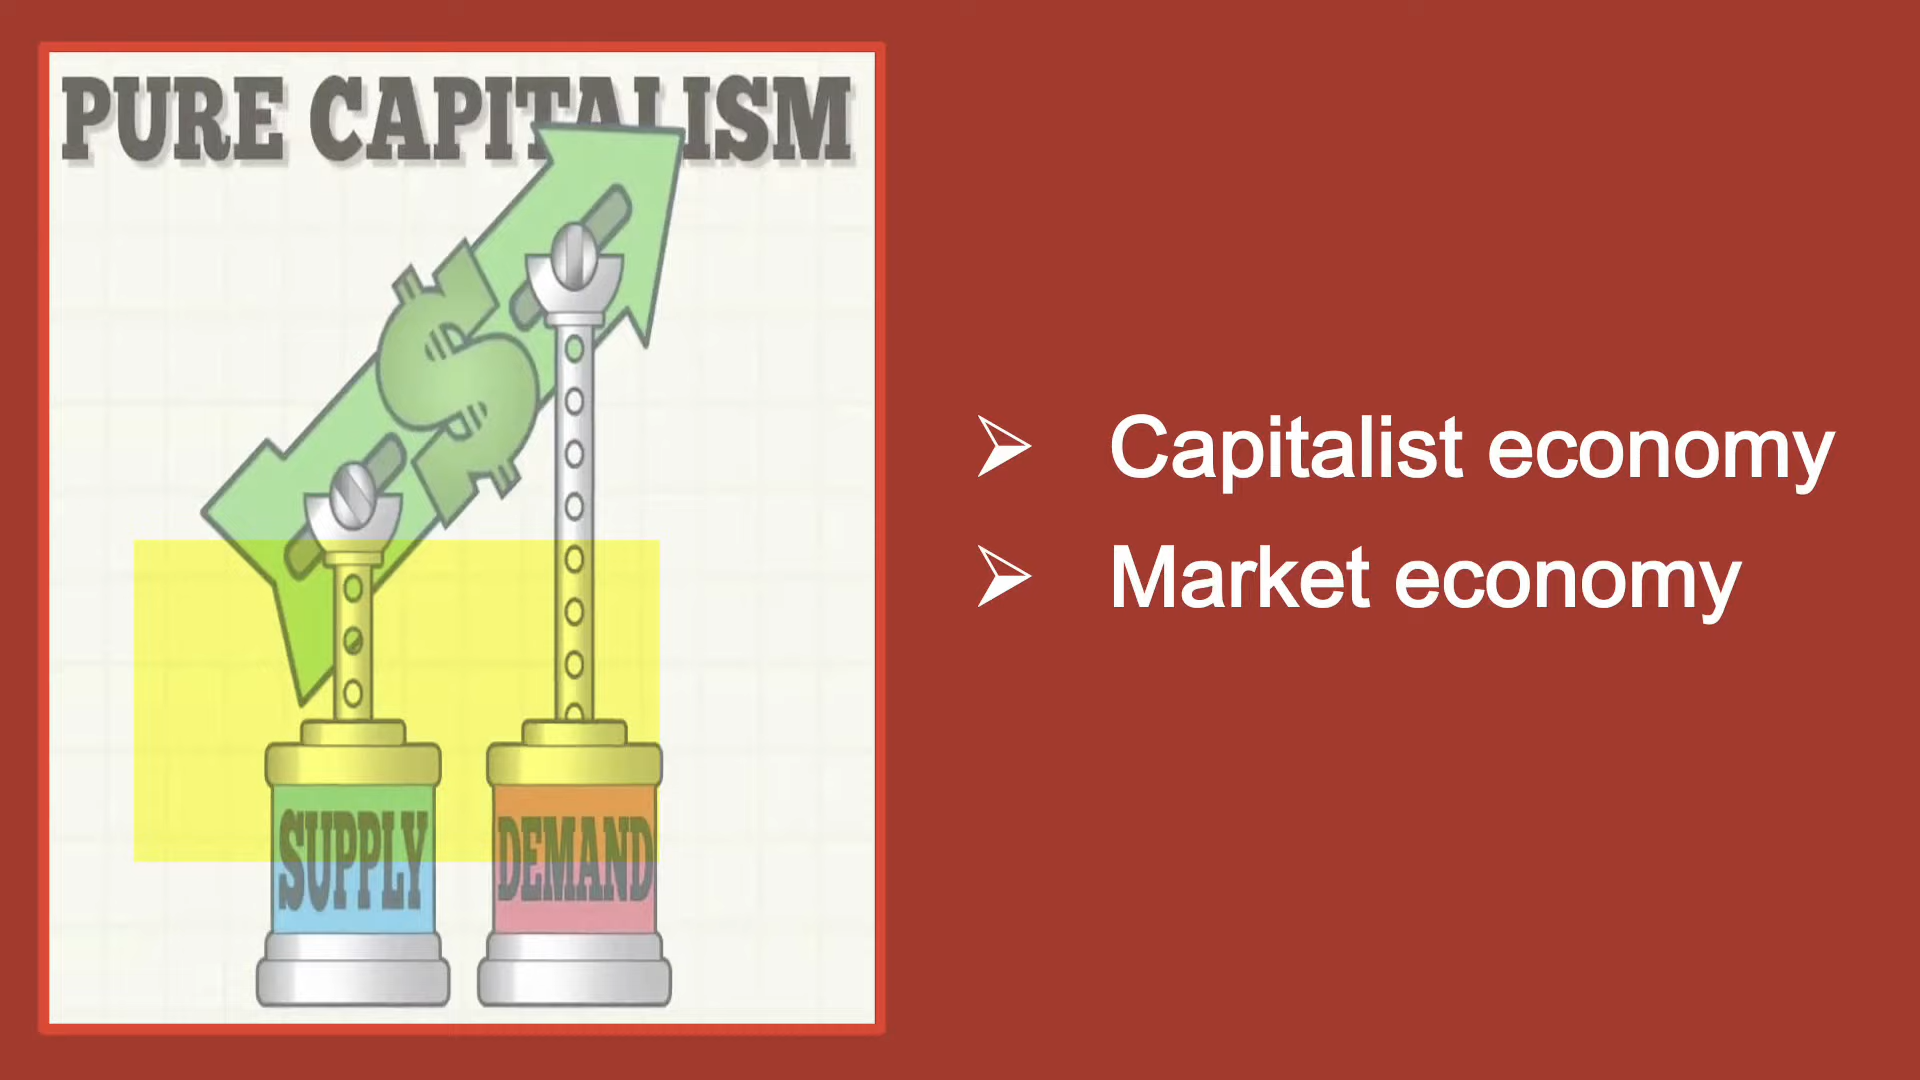 PURE CAPITALISM
$
SUPPLY
DEMAND
Capitalist economy
Market economy